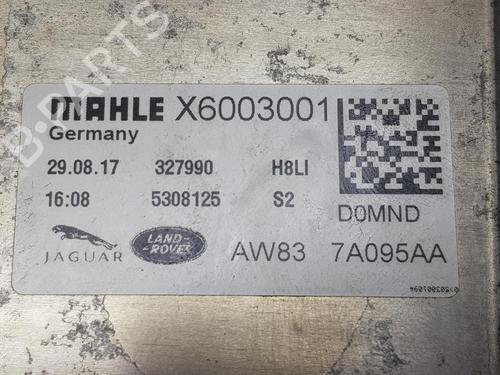 MAHLE X6003001
Germany
29.08.17 327990 H8LI
16:08 5308125 S2
D0MND
JAGUAR LAND-ROVER AW83 7A095AA
B-PARTS